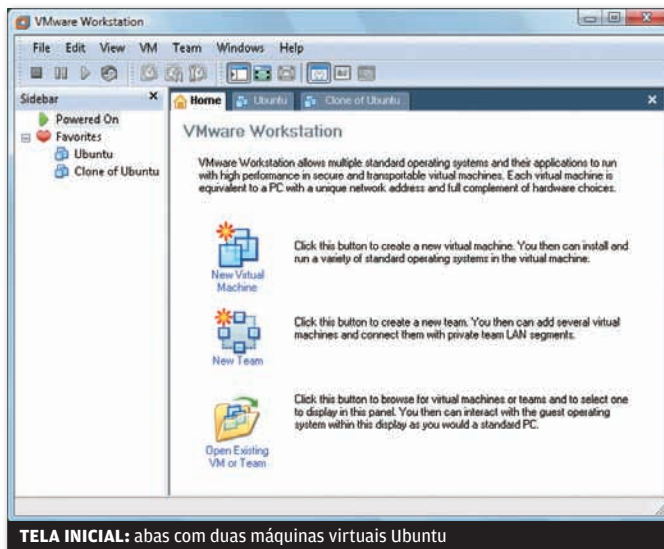 VMware Workstation
File Edit View VM Team Windows Help
Sidebar
Powered On
Favorites
Ubuntu
Clone of Ubuntu
Home Ubuntu Clone of Ubuntu
VMware Workstation
VMware Workstation allows multiple standard operating systems and their applications to run
with high performance in secure and transportable virtual machines. Each virtual machine is
equivalent to a PC with a unique network address and full complement of hardware choices.
New Virtual
Machine
Click this button to create a new virtual machine. You then can install and
run a variety of standard operating systems in the virtual machine.
New Team
Click this button to create a new team. You then can add several virtual
machines and connect them with private team LAN segments.
Open Existing
VM or Team
Click this button to browse for virtual machines or teams and to select one
to display in this panel. You then can interact with the guest operating
system within this display as you would a standard PC.
TELA INICIAL: abas com duas máquinas virtuais Ubuntu